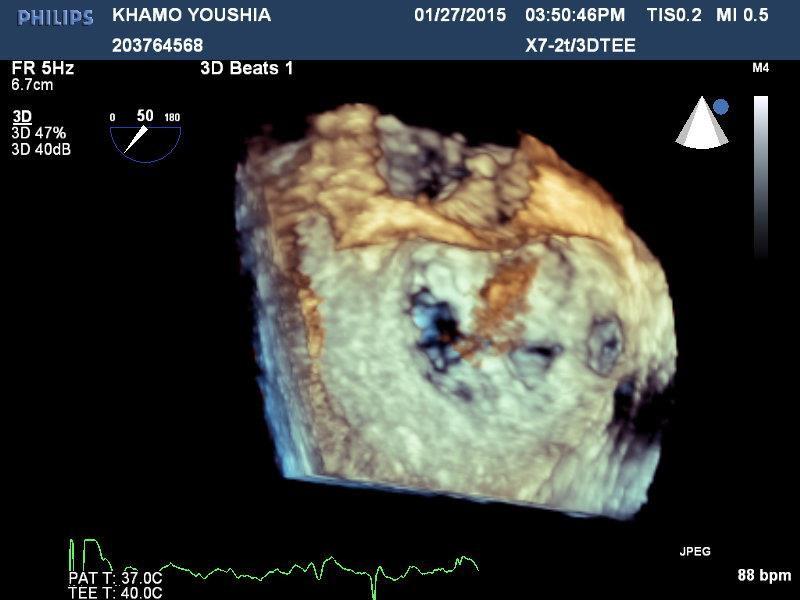 PHILIPS KHAMO YOUSHIA 01/27/2015 03:50:46PM TIS0.2 MI 0.5
203764568 X7-2t/3DTEE
FR 5Hz 3D Beats 1 M4
6.7cm
3D 0 50 180
3D 47%
3D 40dB
JPEG
PAT T: 37.0C 88 bpm
TEE T: 40.0C